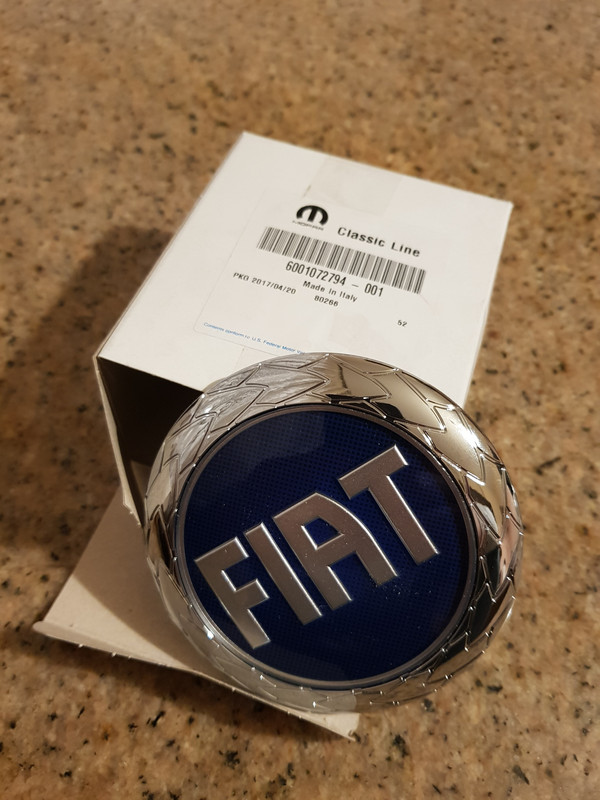 MOPAR
Classic Line
6001072794 - 001
Made in Italy
PKD 2017/04/20 80266
52
FIAT